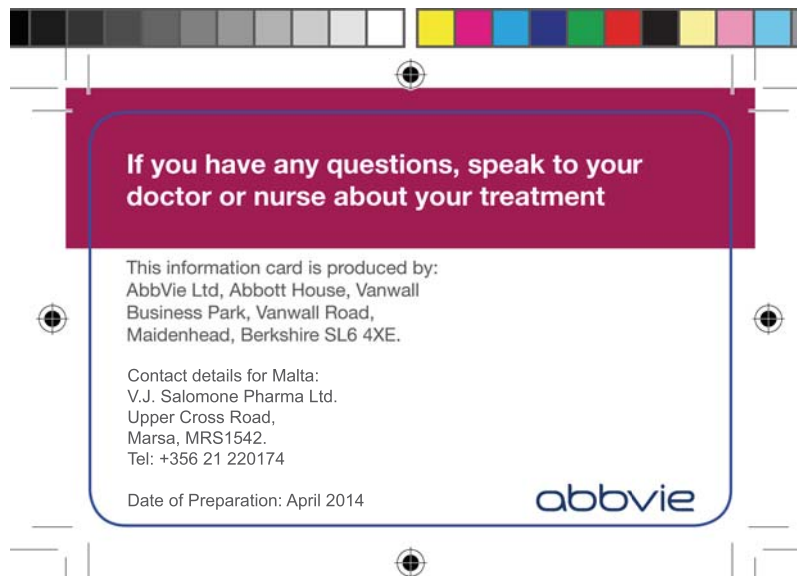 If you have any questions, speak to your
doctor or nurse about your treatment
This information card is produced by:
AbbVie Ltd, Abbott House, Vanwall
Business Park, Vanwall Road,
Maidenhead, Berkshire SL6 4XE.
Contact details for Malta:
V.J. Salomone Pharma Ltd.
Upper Cross Road,
Marsa, MRS1542.
Tel: +356 21 220174
Date of Preparation: April 2014
abbvie